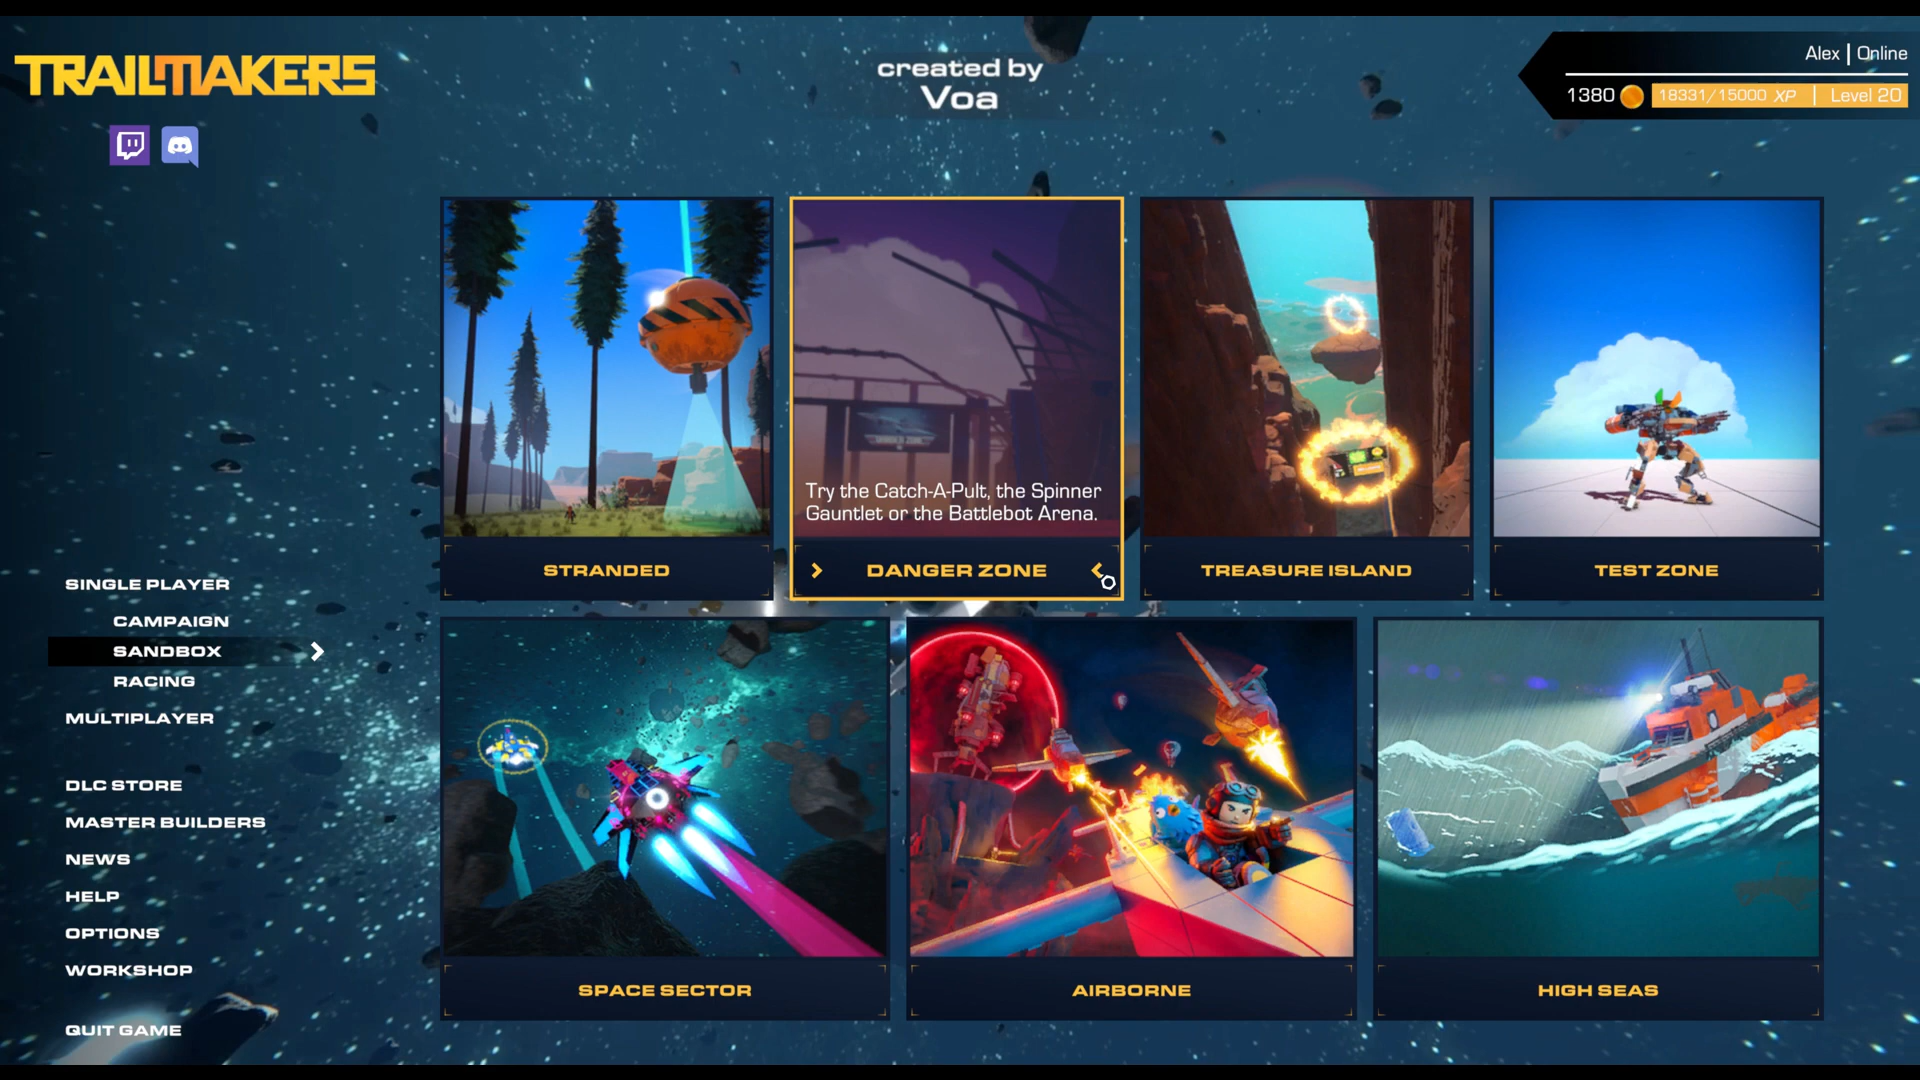 TRAILMAKERS
created by
Voa
Alex | Online
1380
18331/15000 XP | Level 20
Try the Catch-A-Pult, the Spinner
Gauntlet or the Battlebot Arena.
STRANDED
DANGER ZONE
TREASURE ISLAND
TEST ZONE
SINGLE PLAYER
CAMPAIGN
SANDBOX
RACING
MULTIPLAYER
DLC STORE
MASTER BUILDERS
NEWS
HELP
OPTIONS
WORKSHOP
QUIT GAME
SPACE SECTOR
AIRBORNE
HIGH SEAS